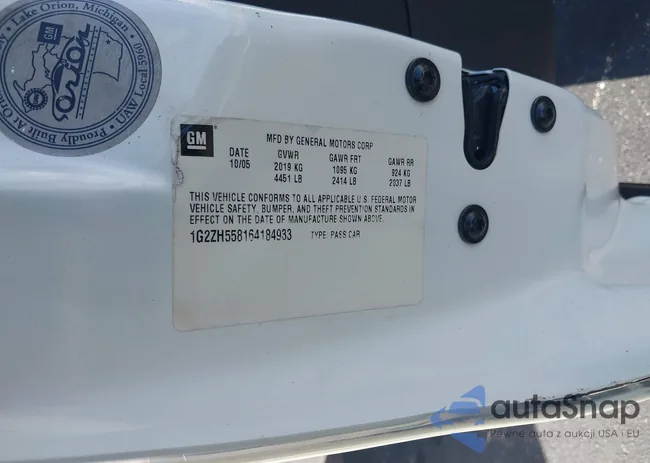 Lake Orion, Michigan
GM
Orion
Proudly Built At Orion
UAW Local 5960
GM
MFD BY GENERAL MOTORS CORP
DATE GVWR GAWR FRT GAWR RR
10/05 2019 KG 1095 KG 924 KG
4451 LB 2414 LB 2037 LB
THIS VEHICLE CONFORMS TO ALL APPLICABLE U.S. FEDERAL MOTOR
VEHICLE SAFETY, BUMPER, AND THEFT PREVENTION STANDARDS IN
EFFECT ON THE DATE OF MANUFACTURE SHOWN ABOVE.
1G2ZH558164184933 TYPE: PASS CAR
autaSnap
Pewne auta z aukcji USA i EU